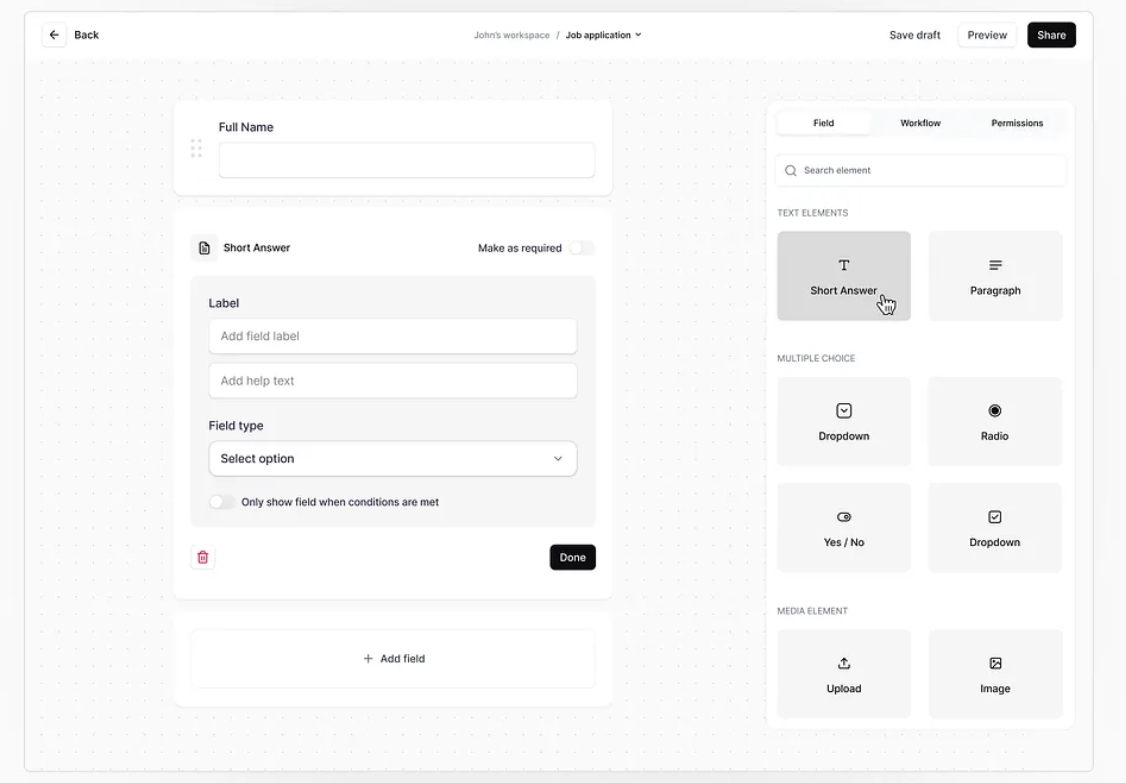 Back
John's workspace / Job application
Save draft
Preview
Share
Full Name
Short Answer
Make as required
Label
Add field label
Add help text
Field type
Select option
Only show field when conditions are met
Done
+ Add field
Field
Workflow
Permissions
Search element
TEXT ELEMENTS
Short Answer
Paragraph
MULTIPLE CHOICE
Dropdown
Radio
Yes / No
Dropdown
MEDIA ELEMENT
Upload
Image